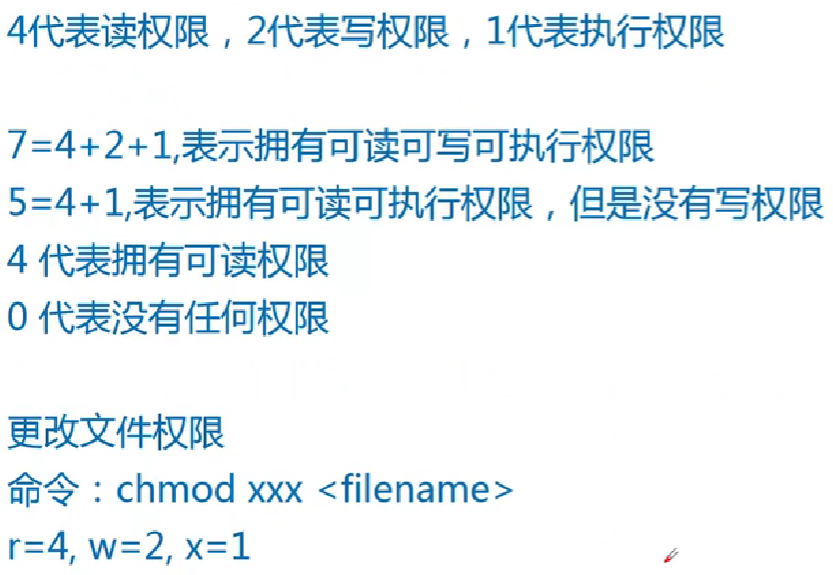 4代表读权限，2代表写权限，1代表执行权限
7=4+2+1,表示拥有可读可写可执行权限
5=4+1,表示拥有可读可执行权限，但是没有写权限
4 代表拥有可读权限
0 代表没有任何权限
更改文件权限
命令：chmod xxx <filename>
r=4, w=2, x=1